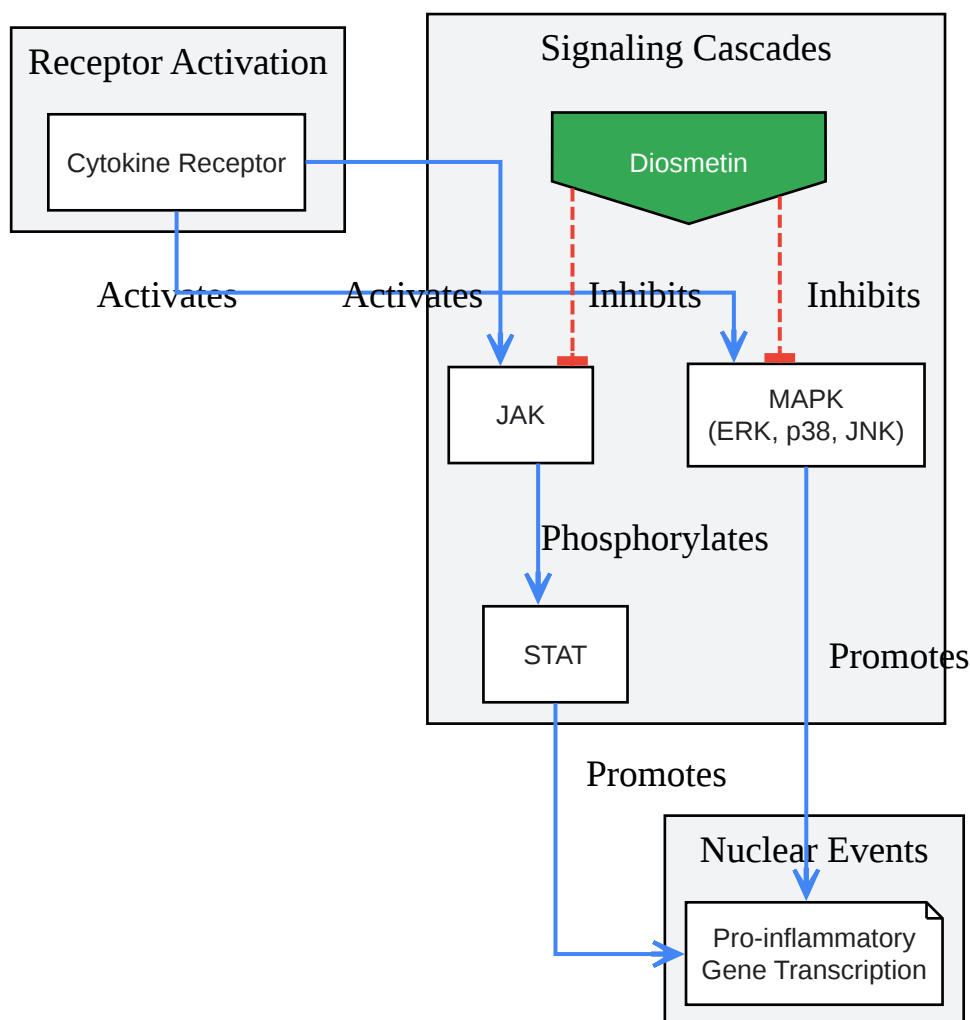 Receptor Activation
Cytokine Receptor
Signaling Cascades
Diosmetin
Activates
Activates
Inhibits
Inhibits
JAK
MAPK
(ERK, p38, JNK)
Phosphorylates
STAT
Promotes
Promotes
Nuclear Events
Pro-inflammatory
Gene Transcription